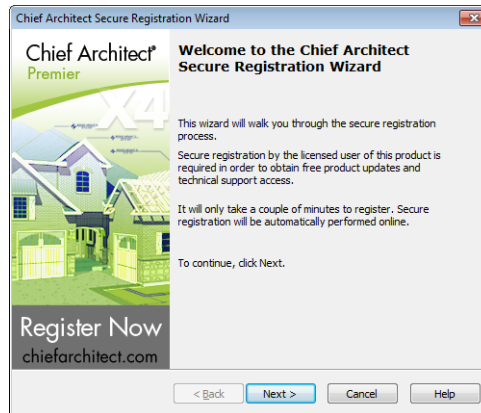 Chief Architect Secure Registration Wizard
Chief Architect®
Premier
X4
Register Now
chiefarchitect.com
Welcome to the Chief Architect
Secure Registration Wizard
This wizard will walk you through the secure registration
process.
Secure registration by the licensed user of this product is
required in order to obtain free product updates and
technical support access.
It will only take a couple of minutes to register. Secure
registration will be automatically performed online.
To continue, click Next.
< Back
Next >
Cancel
Help